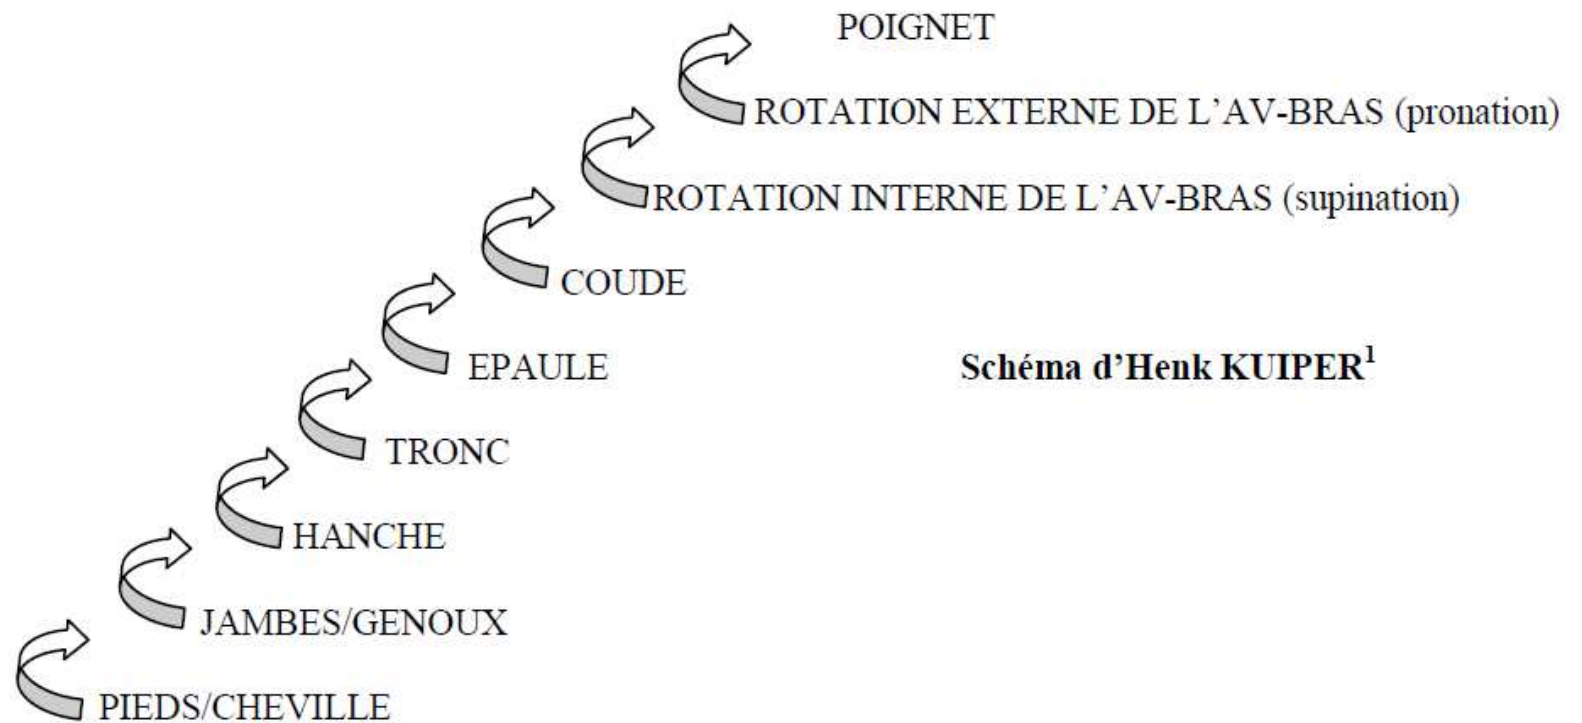 POIGNET
ROTATION EXTERNE DE L'AV-BRAS (pronation)
ROTATION INTERNE DE L'AV-BRAS (supination)
COUDE
EPAULE
Schéma d'Henk KUIPER¹
TRONC
HANCHE
JAMBES/GENOUX
PIEDS/CHEVILLE